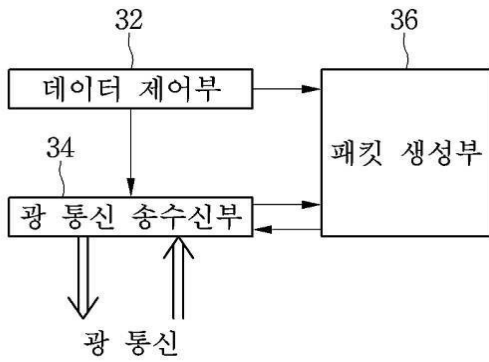 32
36
데이터 제어부
34
패킷 생성부
광 통신 송수신부
광 통신